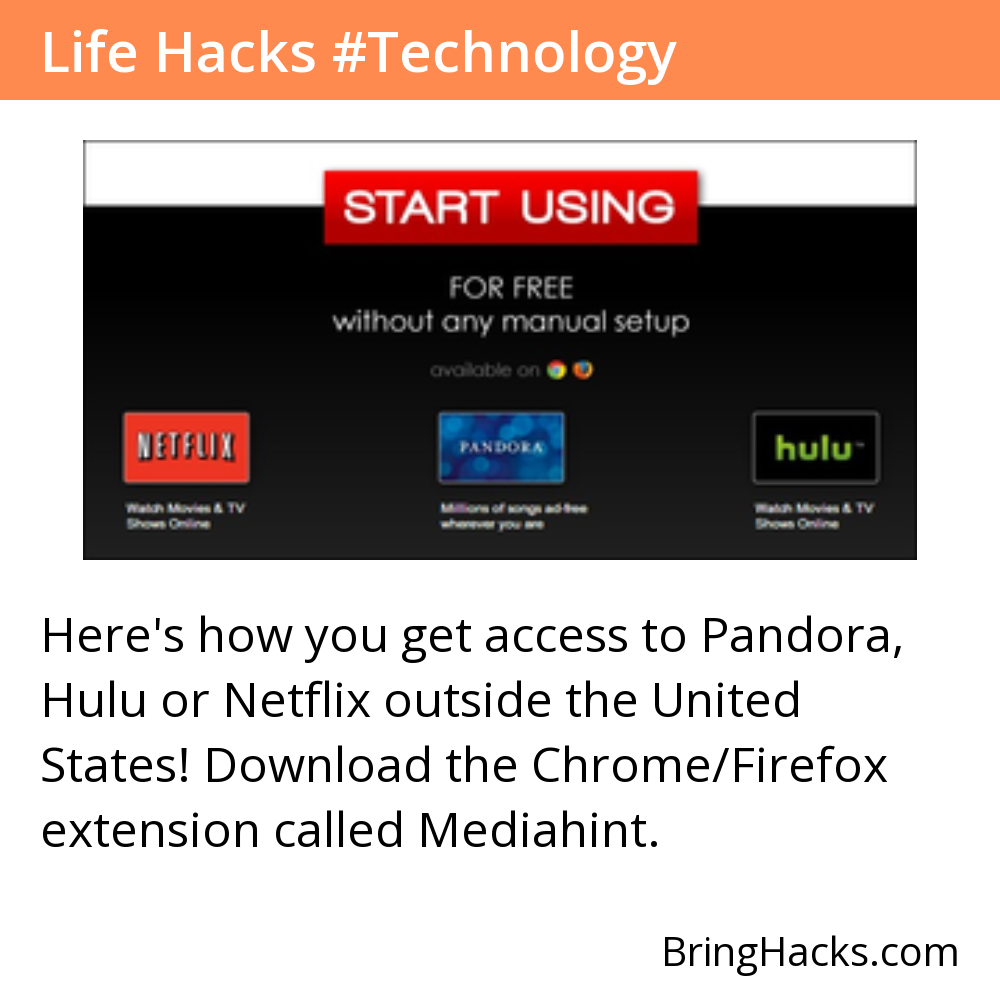 Life Hacks #Technology
START USING
FOR FREE
without any manual setup
available on
NETFLIX
PANDORA
hulu™
Watch Movies & TV
Shows Online
Millions of songs ad-free
wherever you are
Watch Movies & TV
Shows Online
Here's how you get access to Pandora,
Hulu or Netflix outside the United
States! Download the Chrome/Firefox
extension called Mediahint.
BringHacks.com